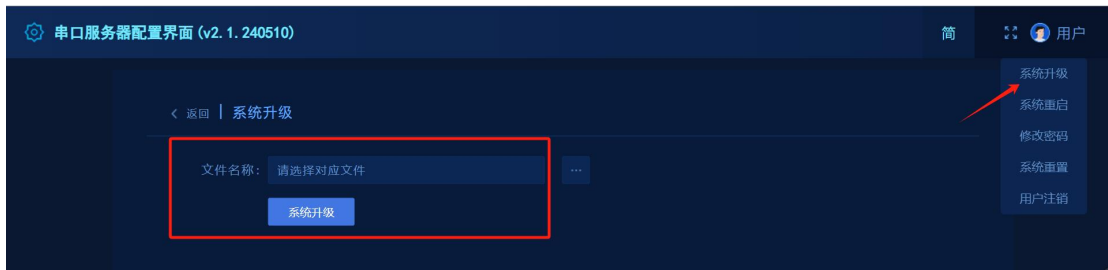 串口服务器配置界面 (v2.1.240510)
简
用户
系统升级
系统重启
修改密码
系统重置
用户注销
< 返回 | 系统升级
文件名称: 请选择对应文件 ...
系统升级